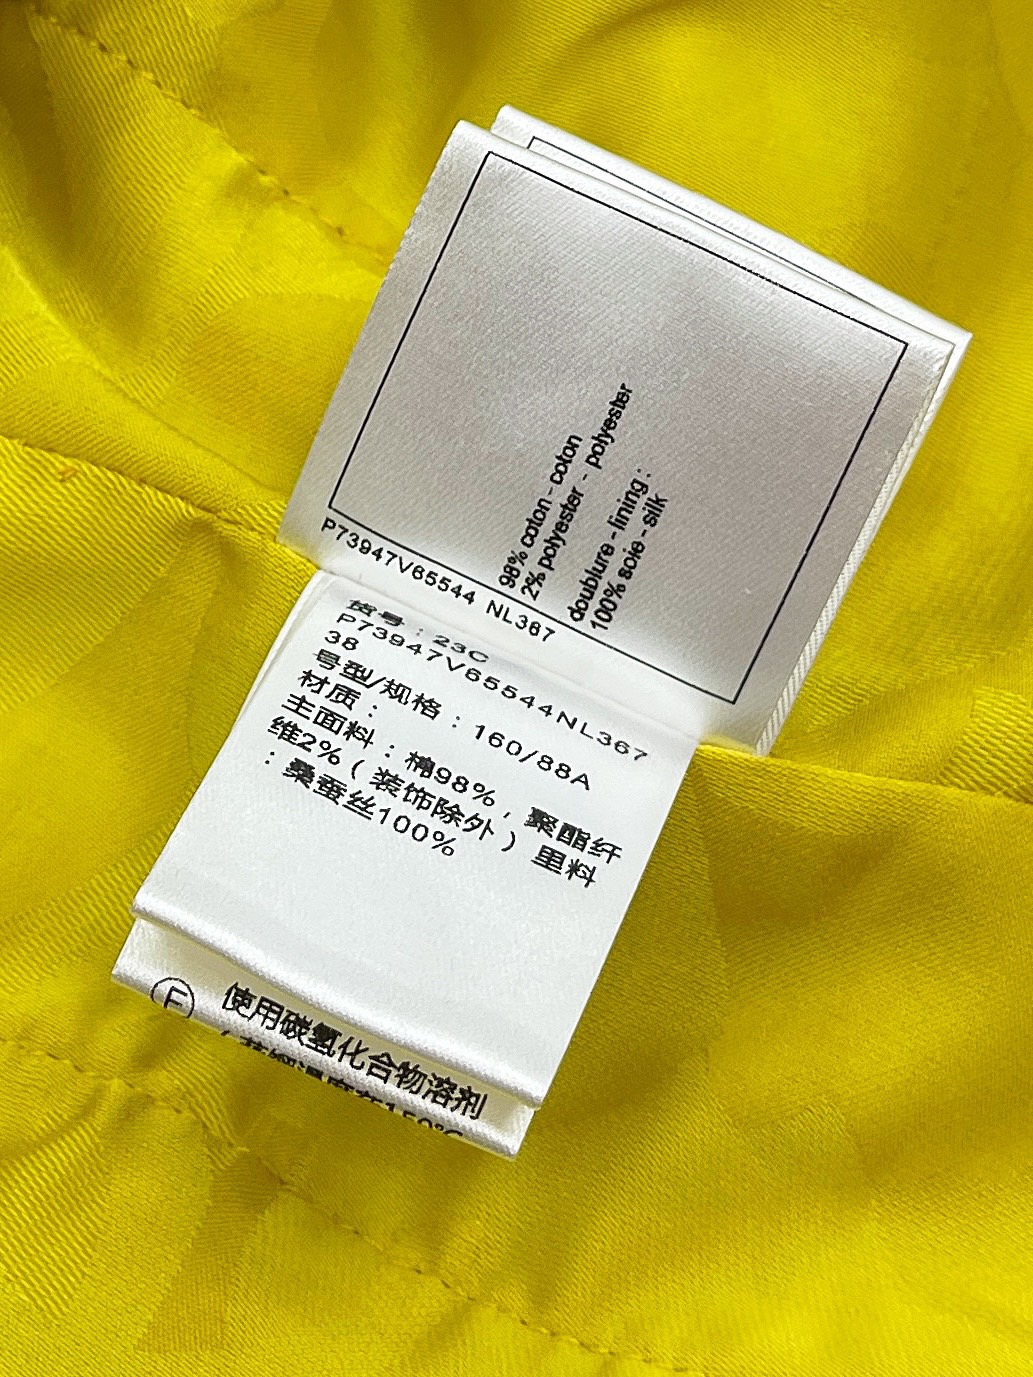 98% coton - coton
2% polyester - polyester
doublure - lining :
100% soie - silk
P73947V65544 NL367
货号：23C
P73947V65544NL367
38
号型/规格：160/88A
材质：
主面料：棉98%，聚酯纤
维2%（装饰除外）里料
：桑蚕丝100%
F 使用碳氢化合物溶剂
150°C